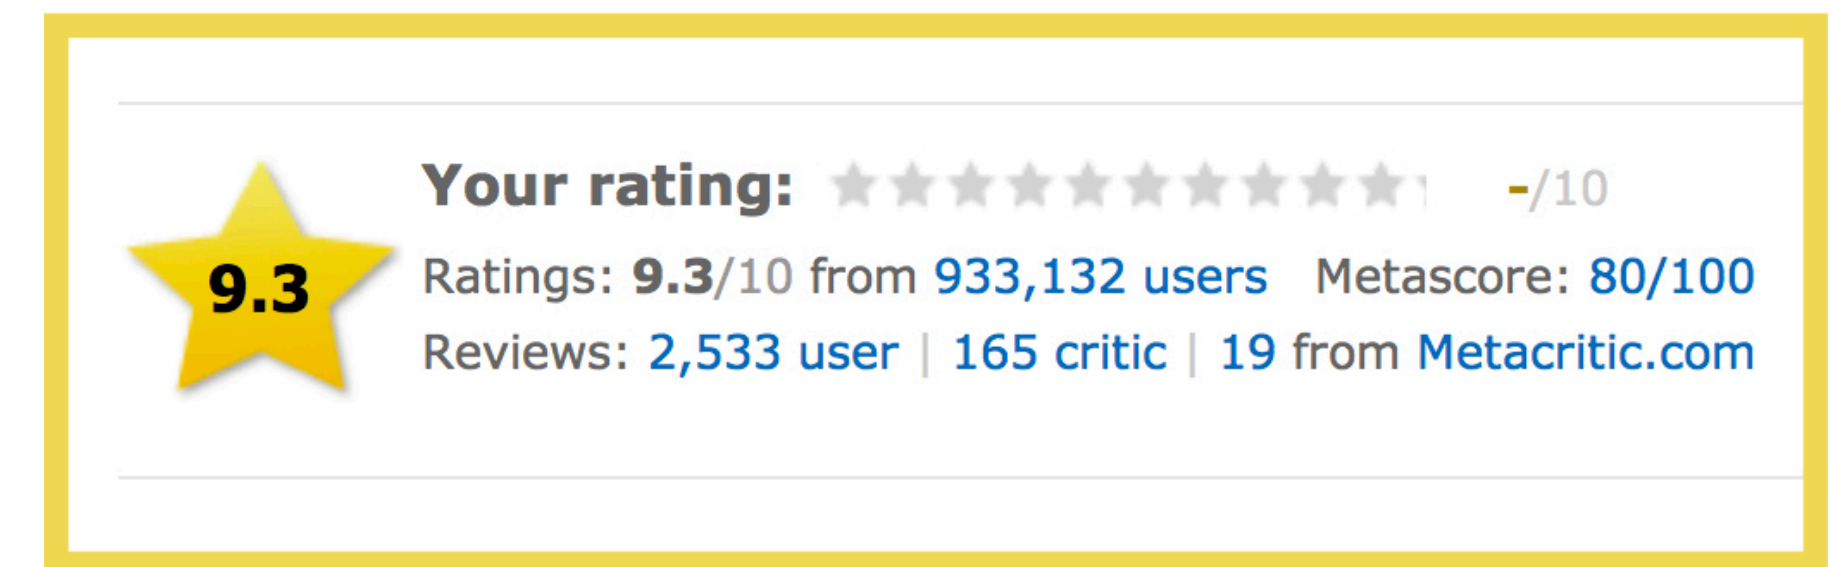 9.3
Your rating: -/10
Ratings: 9.3/10 from 933,132 users Metascore: 80/100
Reviews: 2,533 user | 165 critic | 19 from Metacritic.com